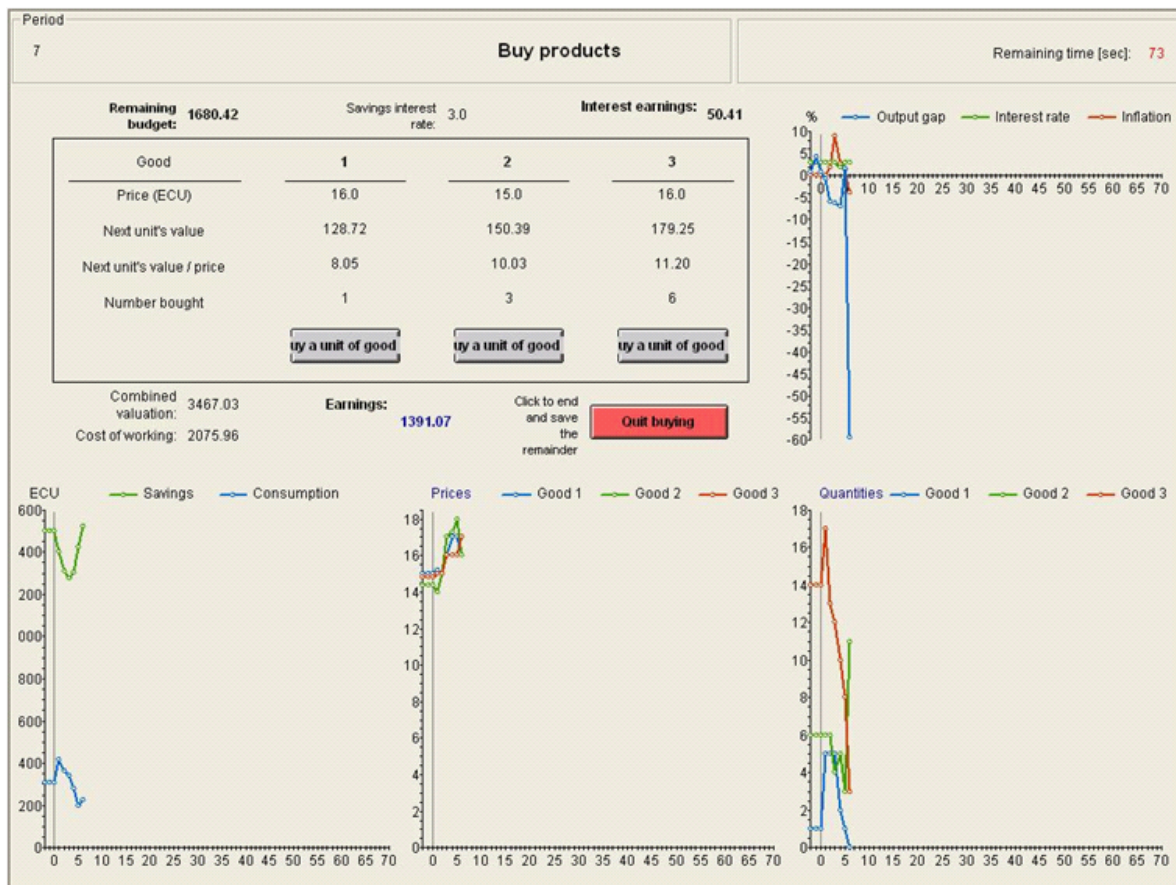 Period
7
Buy products
Remaining time [sec]: 73
Remaining budget: 1680.42
Savings interest rate: 3.0
Interest earnings: 50.41
Good 1 2 3
Price (ECU) 16.0 15.0 16.0
Next unit's value 128.72 150.39 179.25
Next unit's value / price 8.05 10.03 11.20
Number bought 1 3 6
uy a unit of good uy a unit of good uy a unit of good
Combined valuation: 3467.03
Cost of working: 2075.96
Earnings: 1391.07
Click to end and save the remainder
Quit buying
% Output gap Interest rate Inflation
10
5
0
-5
-10
-15
-20
-25
-30
-35
-40
-45
-50
-55
-60
0 5 10 15 20 25 30 35 40 45 50 55 60 65 70
ECU Savings Consumption
600
400
200
000
800
600
400
200
0
0 5 10 15 20 25 30 35 40 45 50 55 60 65 70
Prices Good 1 Good 2 Good 3
18
16
14
12
10
8
6
4
2
0
0 5 10 15 20 25 30 35 40 45 50 55 60 65 70
Quantities Good 1 Good 2 Good 3
18
16
14
12
10
8
6
4
2
0
0 5 10 15 20 25 30 35 40 45 50 55 60 65 70